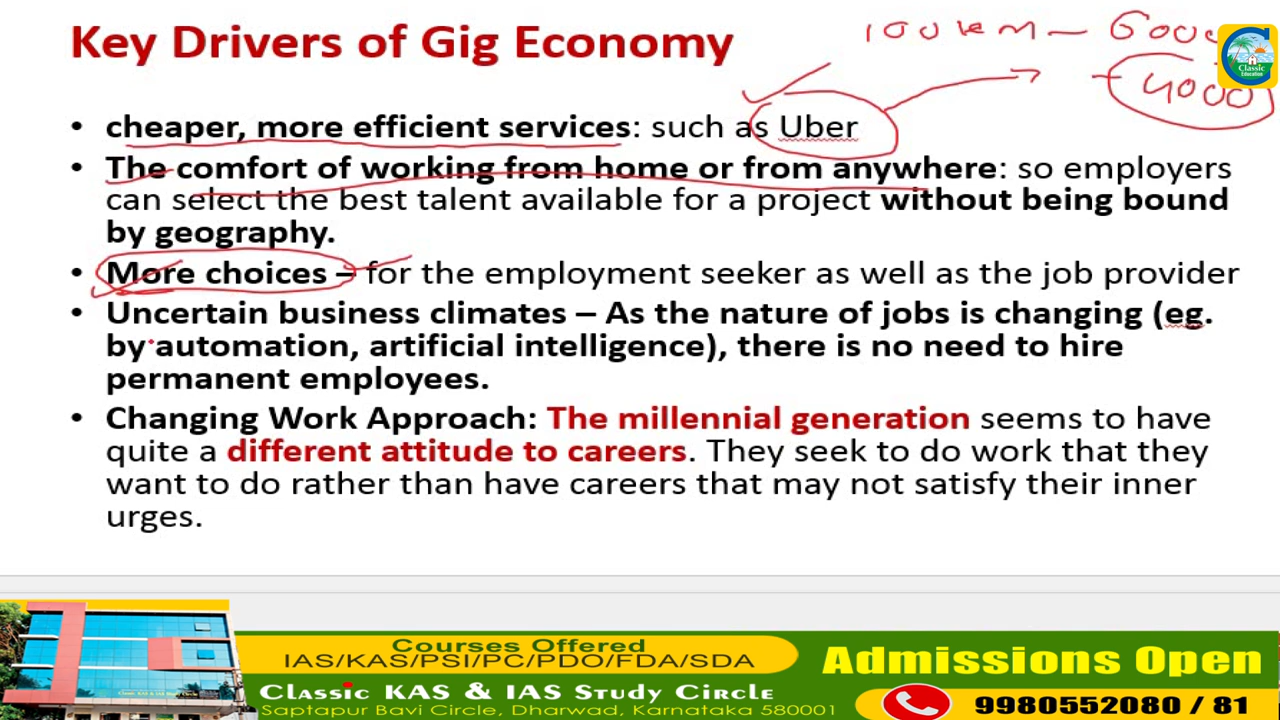 Key Drivers of Gig Economy
100 km – 6000
4000
Classic
Education
• cheaper, more efficient services: such as Uber
• The comfort of working from home or from anywhere: so employers
can select the best talent available for a project without being bound
by geography.
• More choices – for the employment seeker as well as the job provider
• Uncertain business climates – As the nature of jobs is changing (eg.
by automation, artificial intelligence), there is no need to hire
permanent employees.
• Changing Work Approach: The millennial generation seems to have
quite a different attitude to careers. They seek to do work that they
want to do rather than have careers that may not satisfy their inner
urges.
Courses Offered
IAS/KAS/PSI/PC/PDO/FDA/SDA
Classic KAS & IAS Study Circle
Saptapur Bavi Circle, Dharwad, Karnataka 580001
Admissions Open
9980552080 / 81